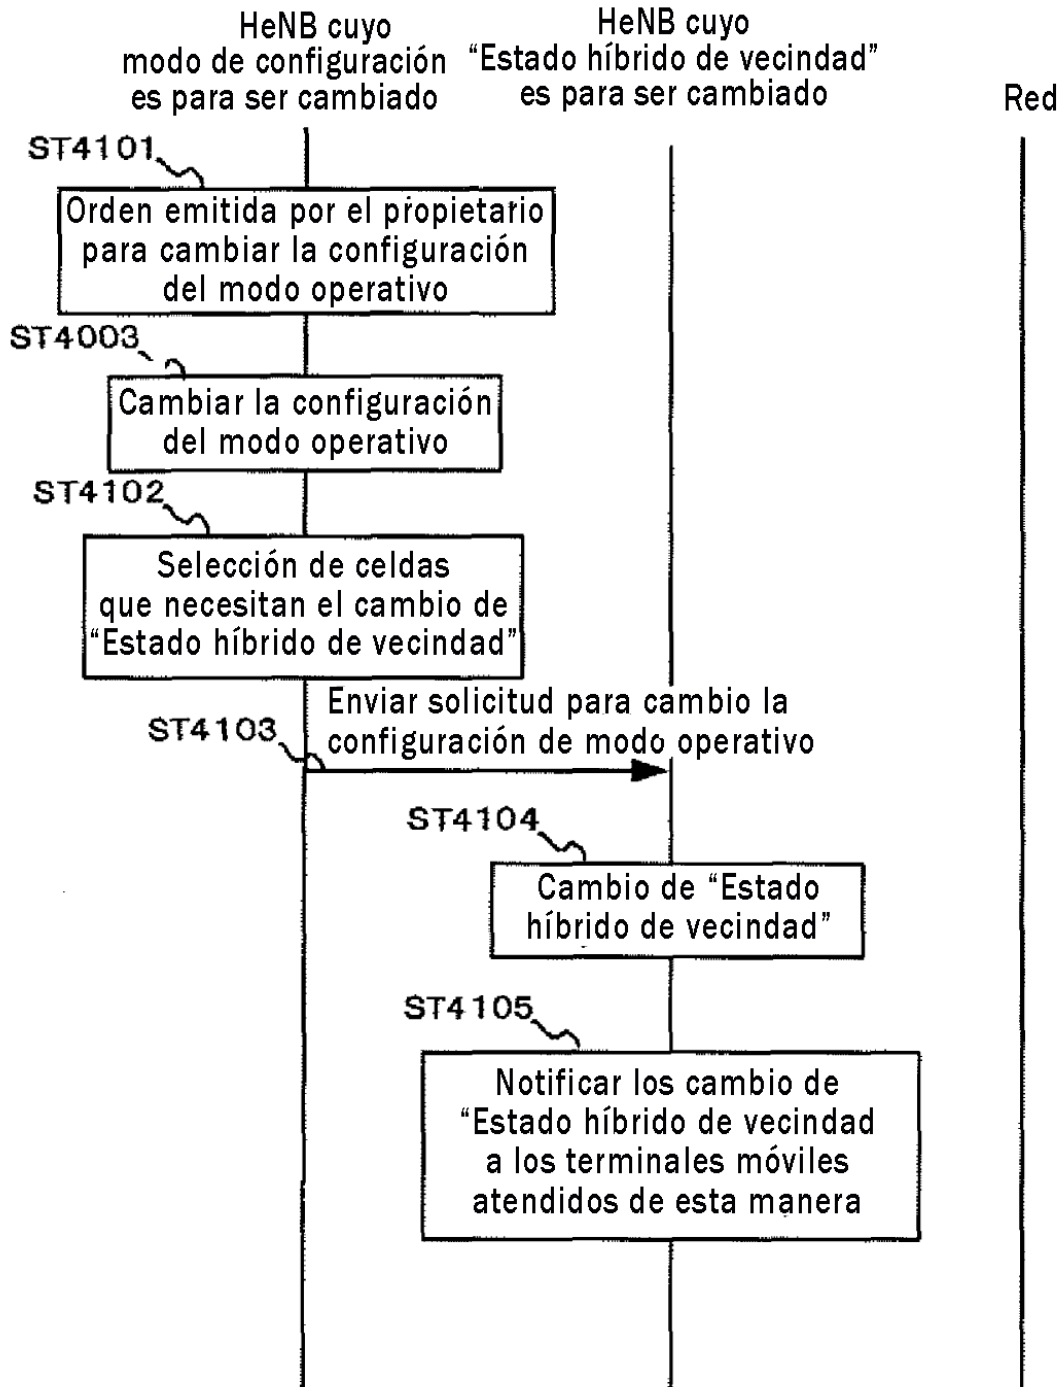 HeNB cuyo
modo de configuración
es para ser cambiado
HeNB cuyo
“Estado híbrido de vecindad”
es para ser cambiado
Red
ST4101
Orden emitida por el propietario
para cambiar la configuración
del modo operativo
ST4003
Cambiar la configuración
del modo operativo
ST4102
Selección de celdas
que necesitan el cambio de
“Estado híbrido de vecindad”
Enviar solicitud para cambio la
configuración de modo operativo
ST4103
ST4104
Cambio de “Estado
híbrido de vecindad”
ST4105
Notificar los cambio de
“Estado híbrido de vecindad
a los terminales móviles
atendidos de esta manera